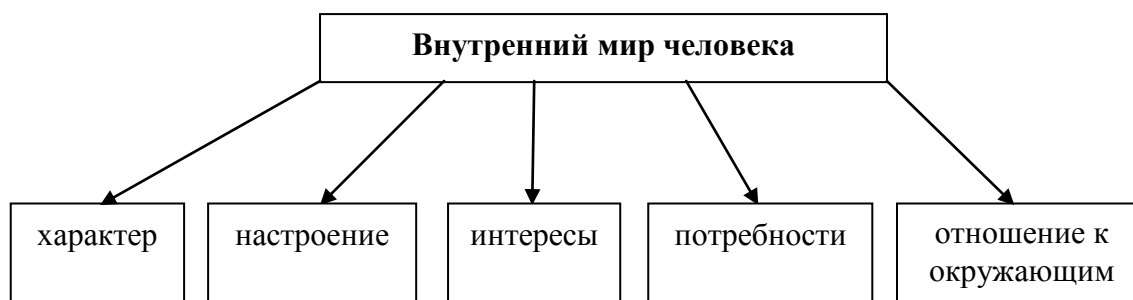 Внутренний мир человека
характер
настроение
интересы
потребности
отношение к
окружающим